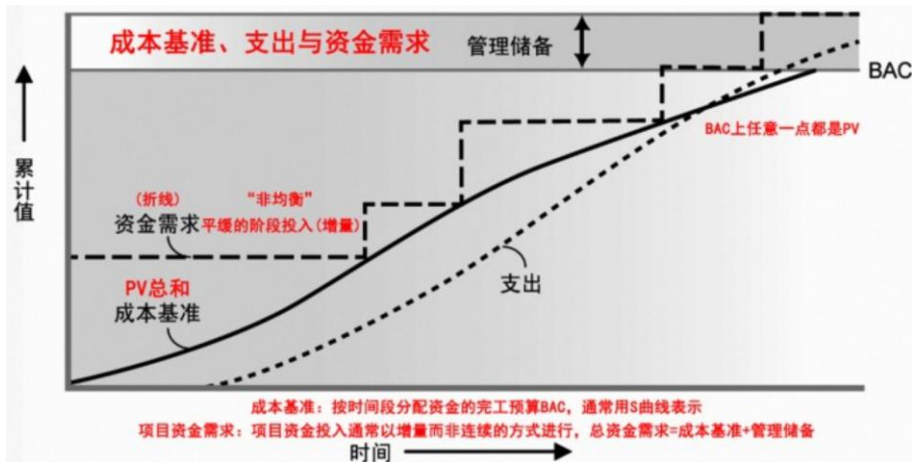 成本基准、支出与资金需求
管理储备
BAC
BAC上任意一点都是PV
累计值
(折线)
“非均衡”
资金需求
平缓的阶段投入(增量)
PV总和
成本基准
支出
成本基准：按时间段分配资金的完工预算BAC，通常用S曲线表示
项目资金需求：项目资金投入通常以增量而非连续的方式进行，总资金需求=成本基准+管理储备
时间